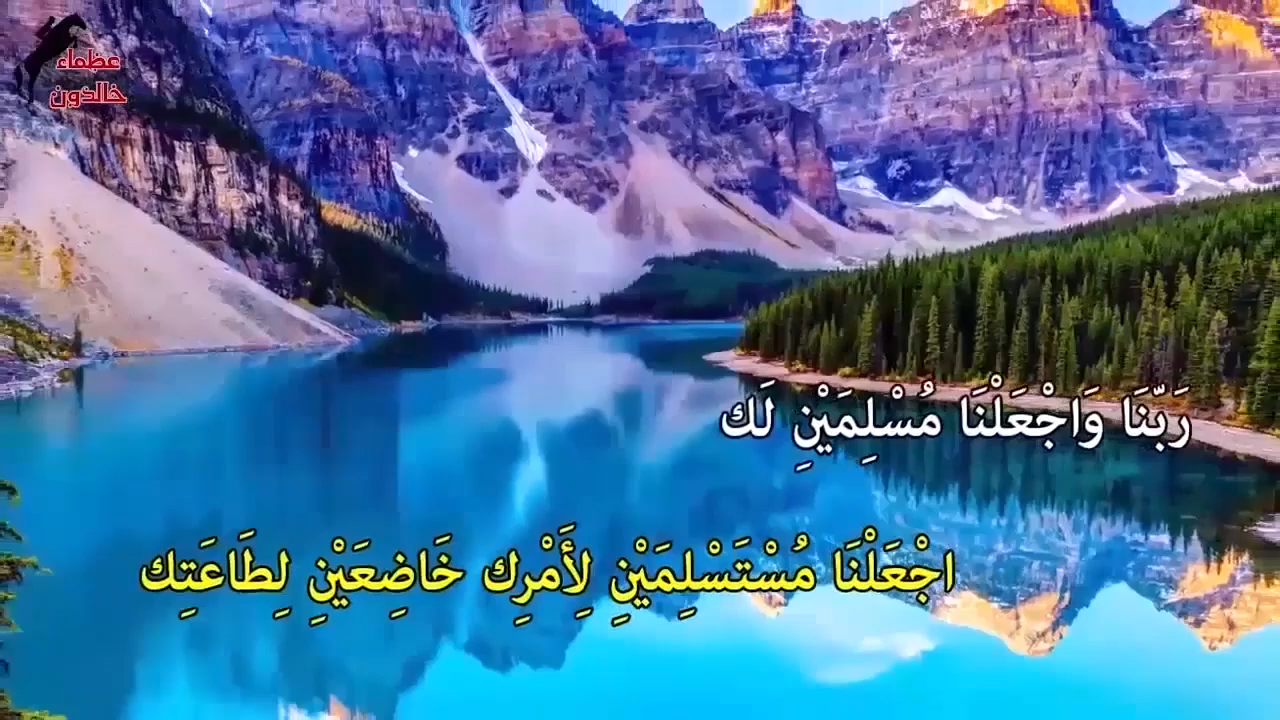 عظماء
خالدون
رَبَّنَا وَاجْعَلْنَا مُسْلِمَيْنِ لَكَ
اجْعَلْنَا مُسْتَسْلِمَيْنِ لِأَمْرِك خَاضِعَيْنِ لِطَاعَتِك